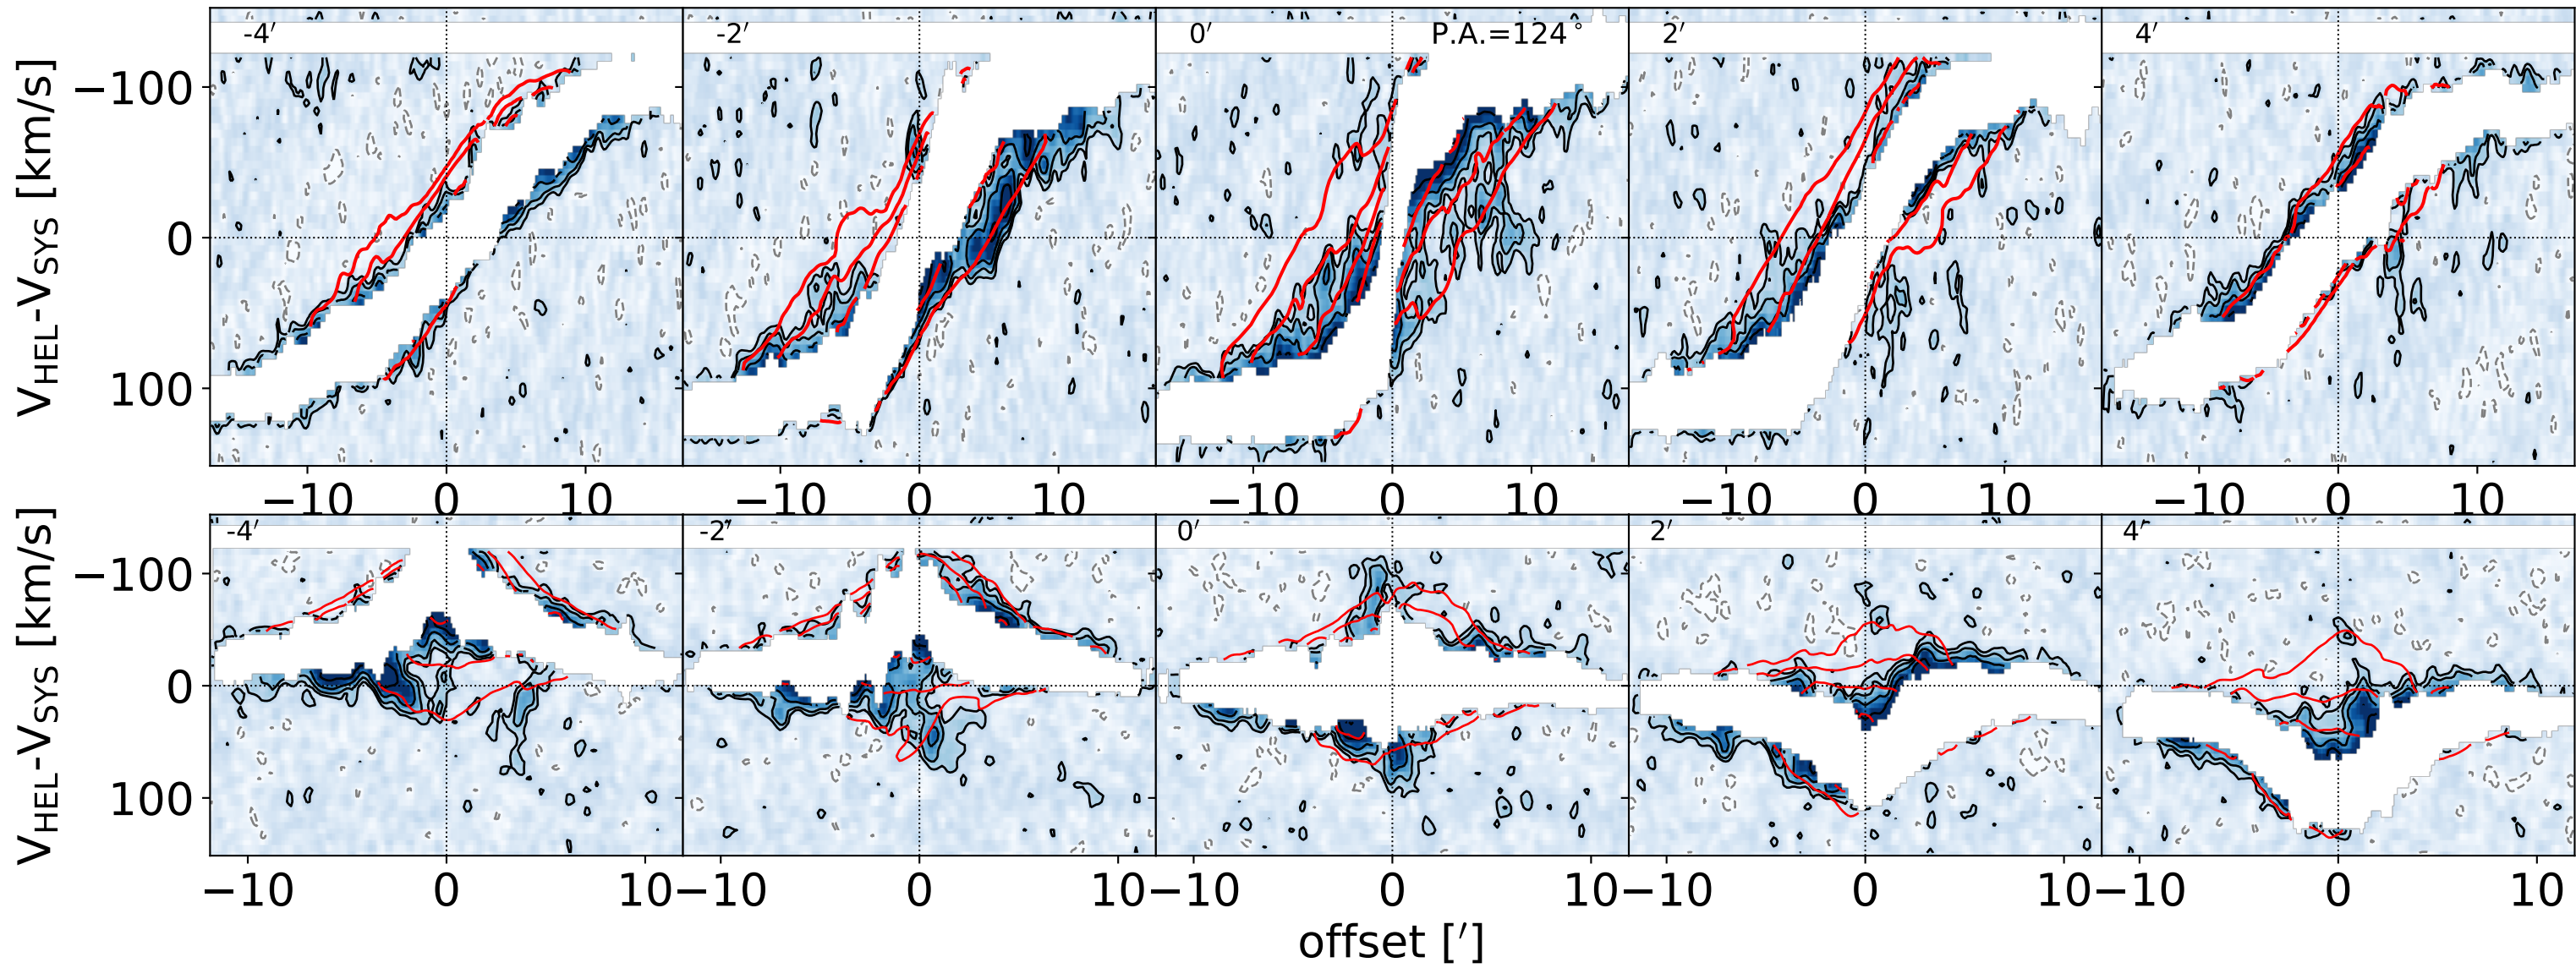 -4′ -2′ 0′ P.A.=124° 2′ 4′
V_HEL-V_SYS [km/s]
−100
0
100
−10 0 10 −10 0 10 −10 0 10 −10 0 10 −10 0 10
-4′ -2′ 0′ 2′ 4′
V_HEL-V_SYS [km/s]
−100
0
100
−10 0 10 −10 0 10 −10 0 10 −10 0 10 −10 0 10
offset [′]